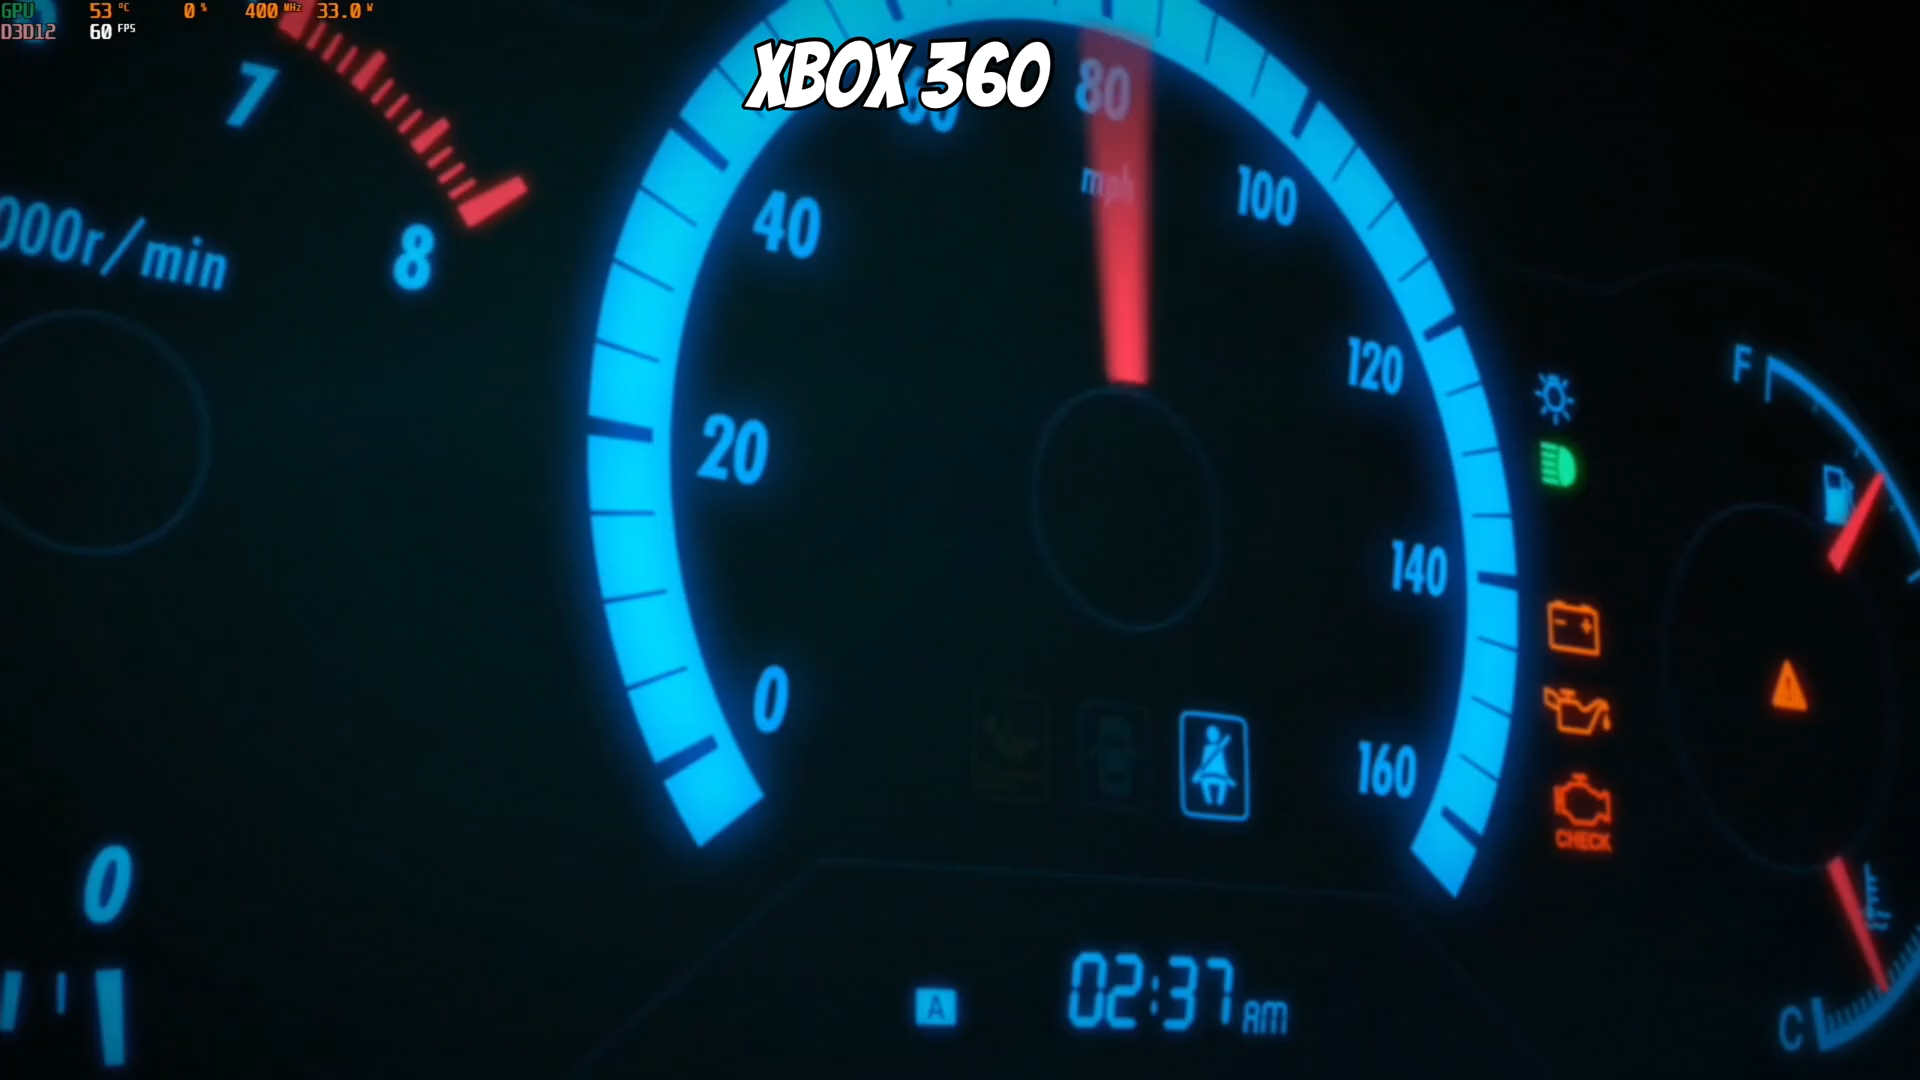 GPU 53 °C 0 % 400 MHz 33.0 W
D3D12 60 FPS
XBOX 360
7
000r/min
8
0
0
20
40
60
80
mph
100
120
140
160
F
CHECK
C
A 02:37 AM